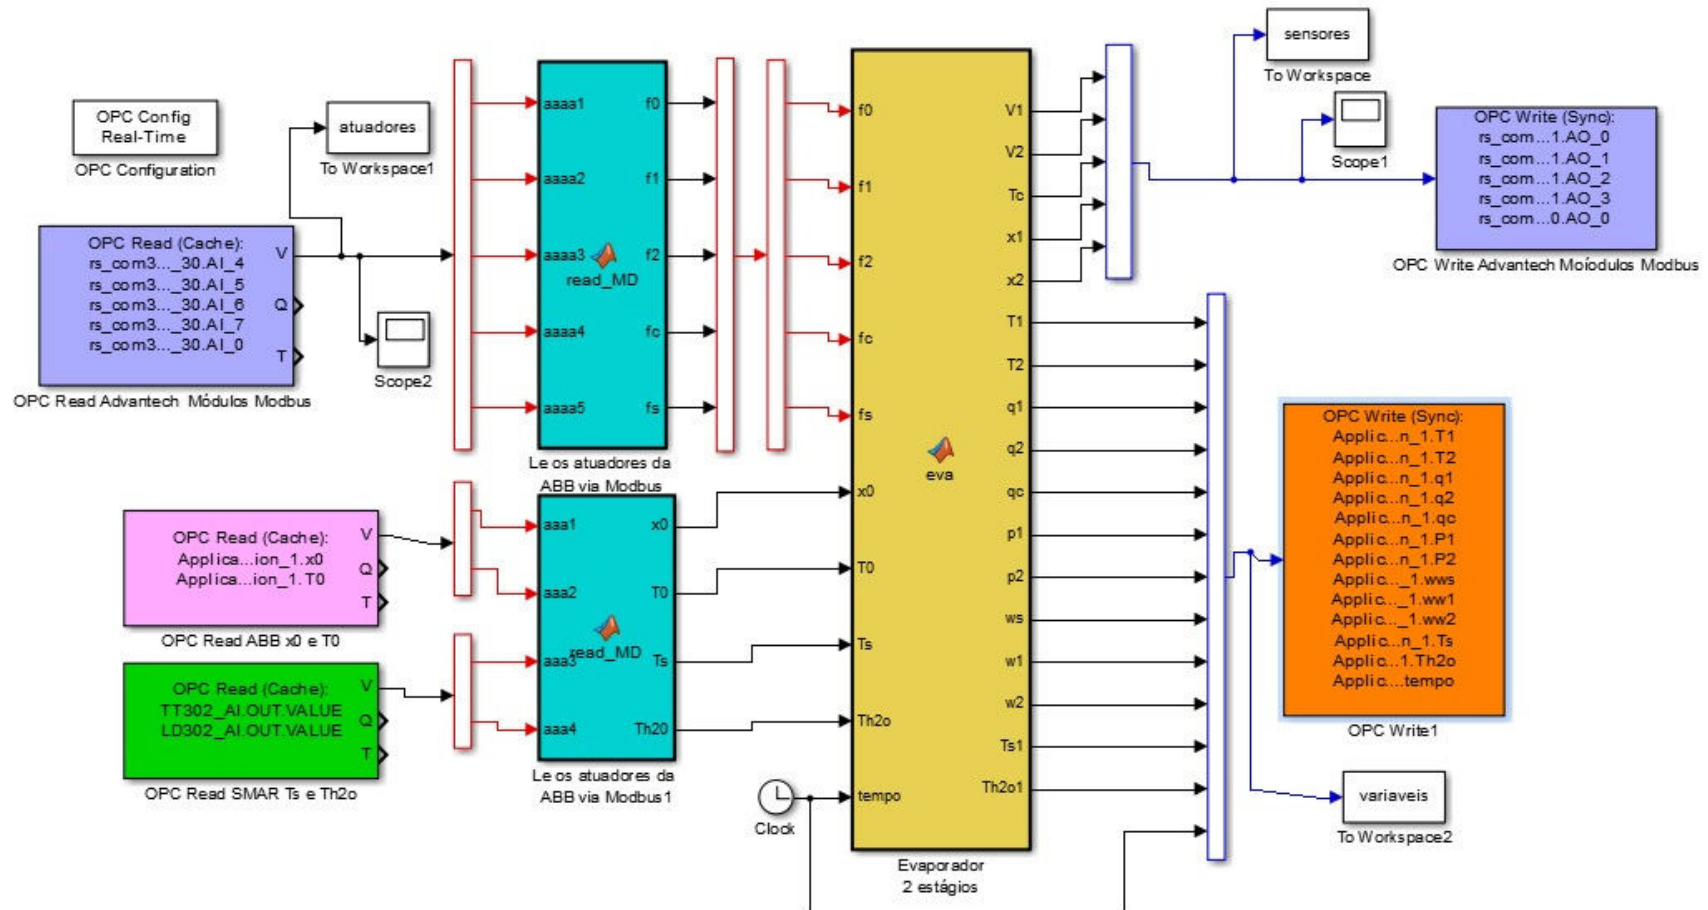 OPC Config
Real-Time
OPC Configuration
atuadores
To Workspace1
OPC Read (Cache):
rs_com3..._30.AI_4
rs_com3..._30.AI_5
rs_com3..._30.AI_6
rs_com3..._30.AI_7
rs_com3..._30.AI_0
V
Q
T
OPC Read Advantech Módulos Modbus
Scope2
aaaa1
aaaa2
aaaa3
aaaa4
aaaa5
read_MD
f0
f1
f2
fc
fs
Le os atuadores da
ABB via Modbus
OPC Read (Cache):
Applica...ion_1.x0
Applica...ion_1.T0
V
Q
T
OPC Read ABB x0 e T0
OPC Read (Cache):
TT302_AI.OUT.VALUE
LD302_AI.OUT.VALUE
V
Q
T
OPC Read SMAR Ts e Th2o
aaa1
aaa2
aaa3
aaa4
read_MD
x0
T0
Ts
Th20
Le os atuadores da
ABB via Modbus1
Clock
f0
f1
f2
fc
fs
x0
T0
Ts
Th2o
tempo
eva
V1
V2
Tc
x1
x2
T1
T2
q1
q2
qc
p1
p2
ws
w1
w2
Ts1
Th2o1
Evaporador
2 estágios
sensores
To Workspace
Scope1
OPC Write (Sync):
rs_com...1.AO_0
rs_com...1.AO_1
rs_com...1.AO_2
rs_com...1.AO_3
rs_com...0.AO_0
OPC Write Advantech Moíodulos Modbus
OPC Write (Sync):
Applic...n_1.T1
Applic...n_1.T2
Applic...n_1.q1
Applic...n_1.q2
Applic...n_1.qc
Applic...n_1.P1
Applic...n_1.P2
Applic..._1.wws
Applic..._1.ww1
Applic..._1.ww2
Applic...n_1.Ts
Applic...1.Th2o
Applic....tempo
OPC Write1
variaveis
To Workspace2